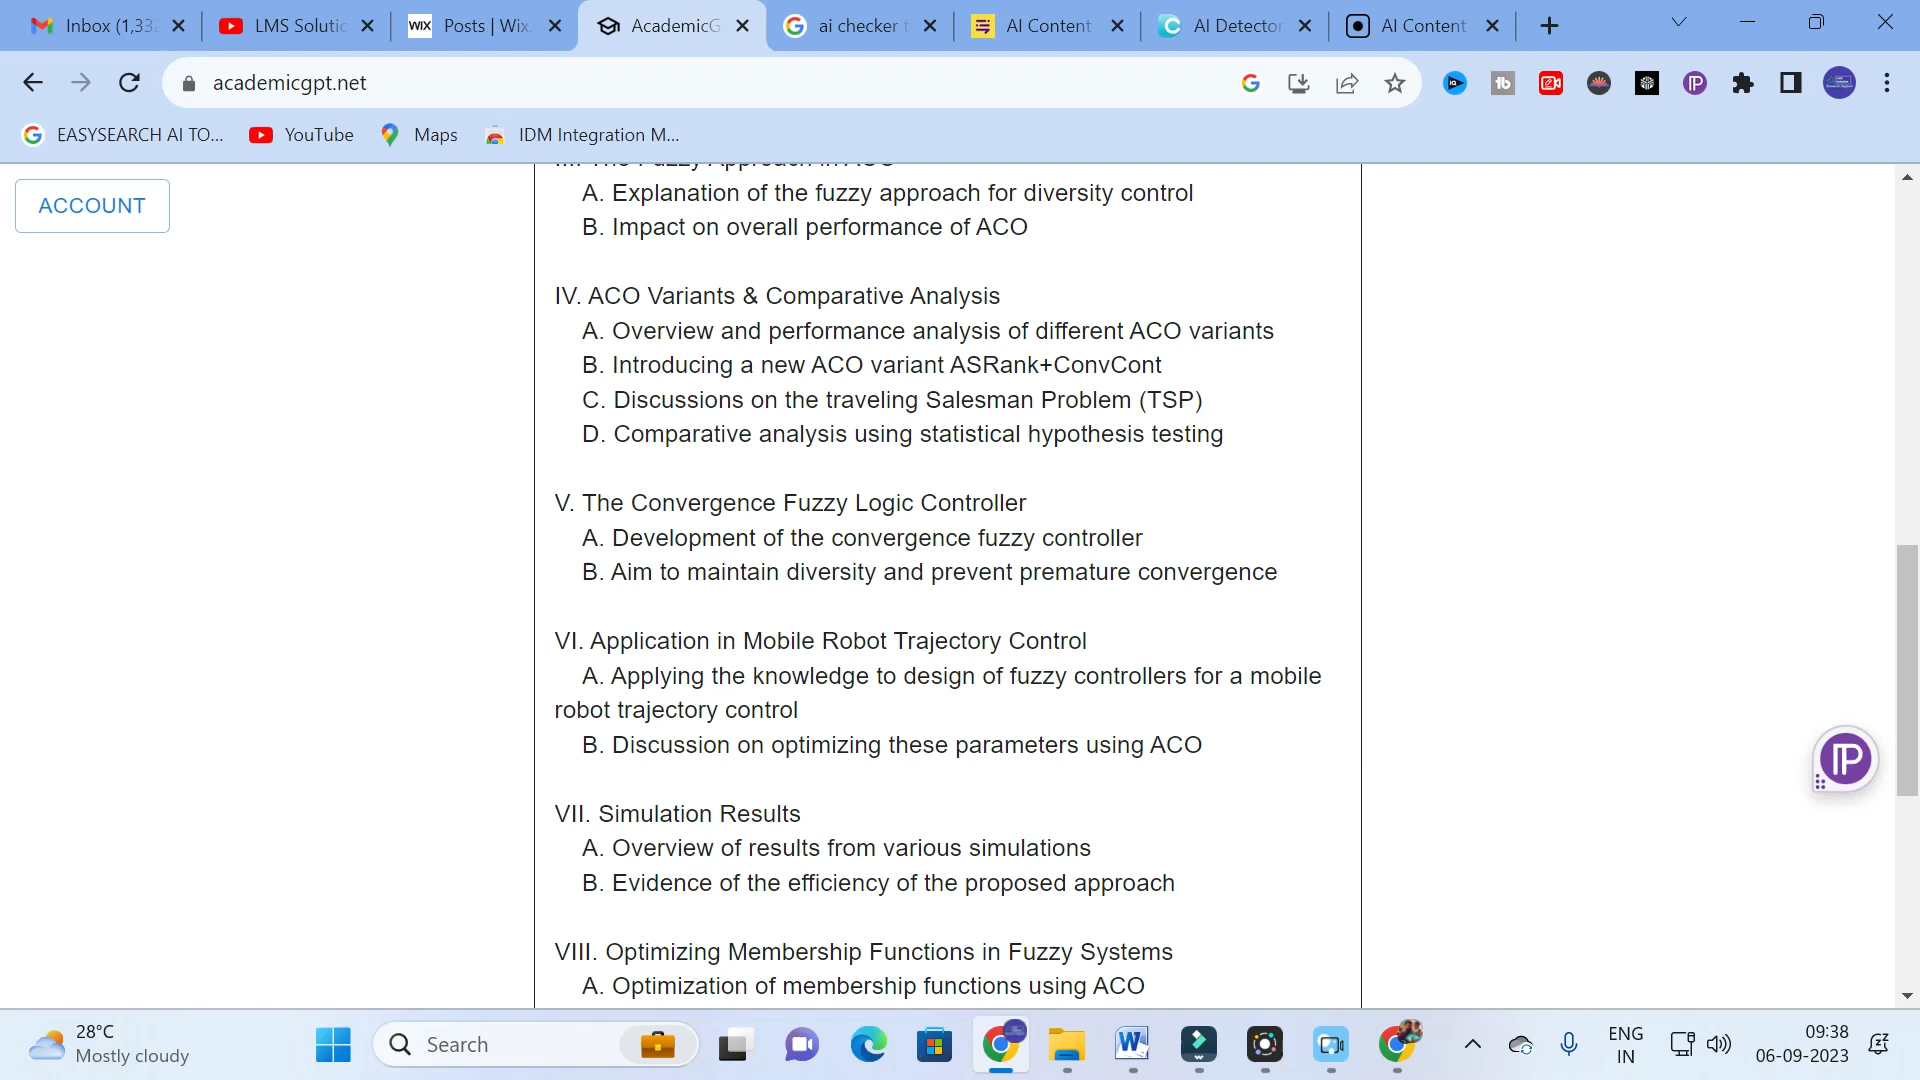 Inbox (1,33
LMS Solutic
WIX
Posts | Wix.
AcademicG
ai checker t
AI Content
AI Detector
AI Content
academicgpt.net
tb
EASYSEARCH AI TO...
YouTube
Maps
IDM Integration M...
ACCOUNT
III. The Fuzzy Approach in ACO
A. Explanation of the fuzzy approach for diversity control
B. Impact on overall performance of ACO
IV. ACO Variants & Comparative Analysis
A. Overview and performance analysis of different ACO variants
B. Introducing a new ACO variant ASRank+ConvCont
C. Discussions on the traveling Salesman Problem (TSP)
D. Comparative analysis using statistical hypothesis testing
V. The Convergence Fuzzy Logic Controller
A. Development of the convergence fuzzy controller
B. Aim to maintain diversity and prevent premature convergence
VI. Application in Mobile Robot Trajectory Control
A. Applying the knowledge to design of fuzzy controllers for a mobile
robot trajectory control
B. Discussion on optimizing these parameters using ACO
VII. Simulation Results
A. Overview of results from various simulations
B. Evidence of the efficiency of the proposed approach
VIII. Optimizing Membership Functions in Fuzzy Systems
A. Optimization of membership functions using ACO
28°C
Mostly cloudy
Search
ENG
IN
09:38
06-09-2023